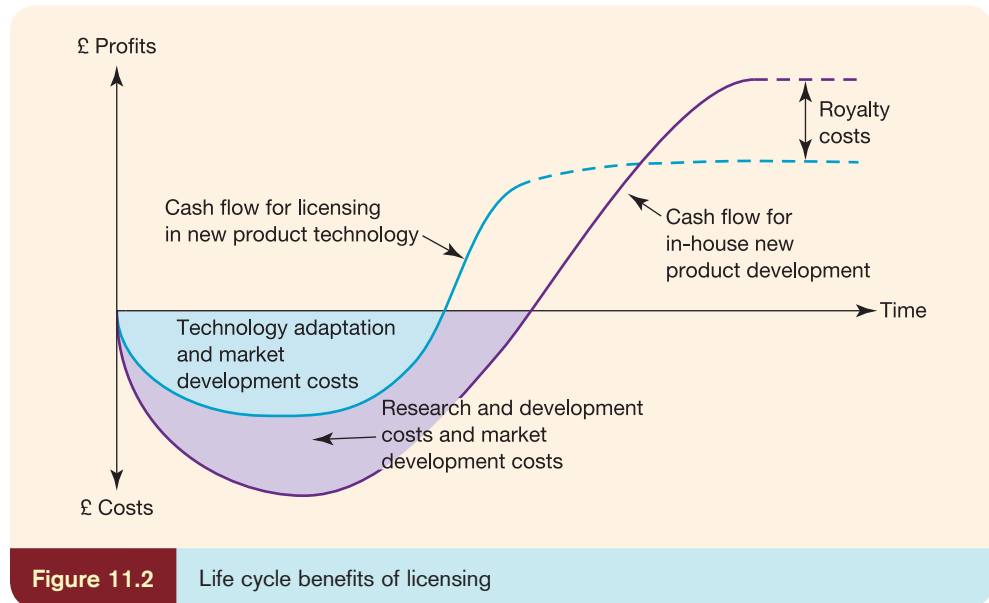 £ Profits
Royalty
costs
Cash flow for licensing
in new product technology
Cash flow for
in-house new
product development
Time
Technology adaptation
and market
development costs
Research and development
costs and market
development costs
£ Costs
Figure 11.2
Life cycle benefits of licensing